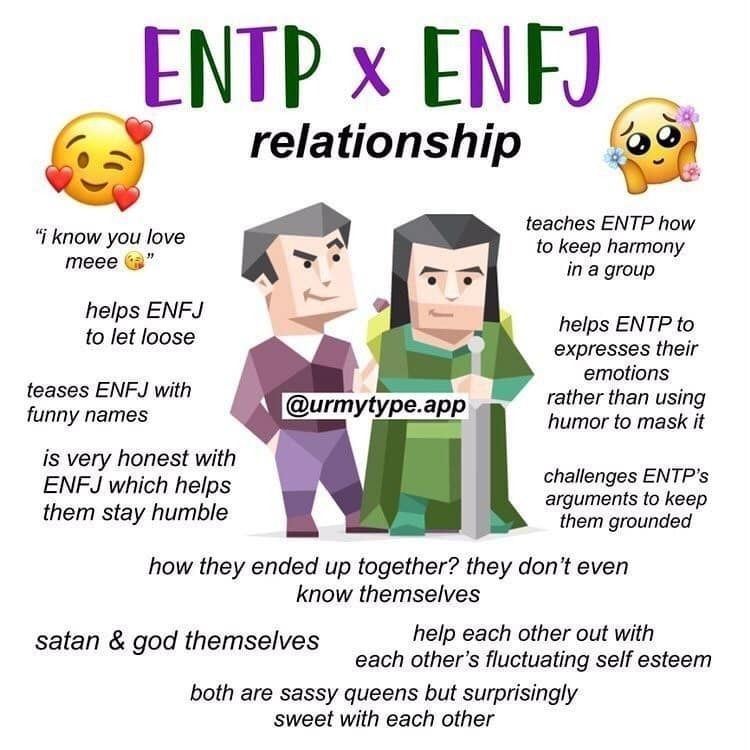 ENTP x ENFJ
relationship
“i know you love
meee 😘”
helps ENFJ
to let loose
teases ENFJ with
funny names
is very honest with
ENFJ which helps
them stay humble
@urmytype.app
teaches ENTP how
to keep harmony
in a group
helps ENTP to
expresses their
emotions
rather than using
humor to mask it
challenges ENTP’s
arguments to keep
them grounded
how they ended up together? they don’t even
know themselves
satan & god themselves
help each other out with
each other’s fluctuating self esteem
both are sassy queens but surprisingly
sweet with each other